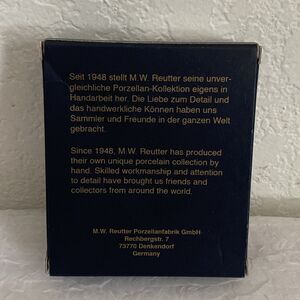 Seit 1948 stellt M.W. Reutter seine unver-
gleichliche Porzellan-Kollektion eigens in
Handarbeit her. Die Liebe zum Detail und
das handwerkliche Können haben uns
Sammler und Freunde in der ganzen Welt
gebracht.
Since 1948, M.W. Reutter has produced
their own unique porcelain collection by
hand. Skilled workmanship and attention
to detail have brought us friends and
collectors from around the world.
M.W. Reutter Porzellanfabrik GmbH
Rechbergstr. 7
73770 Denkendorf
Germany